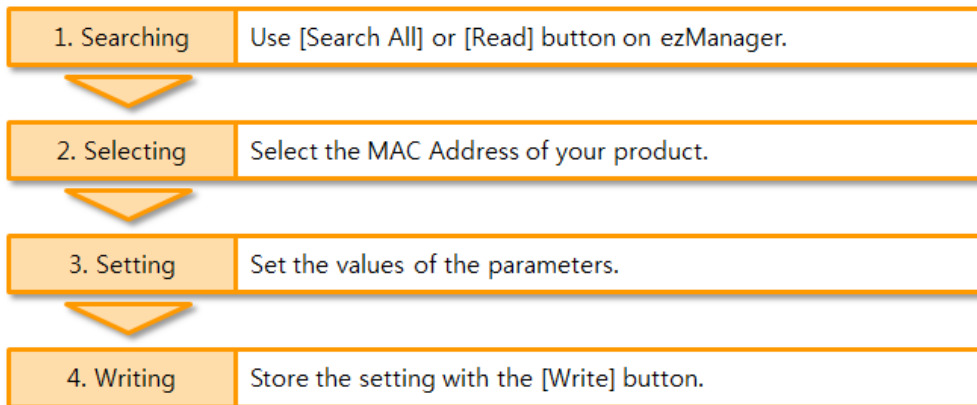 1. Searching Use [Search All] or [Read] button on ezManager.
2. Selecting Select the MAC Address of your product.
3. Setting Set the values of the parameters.
4. Writing Store the setting with the [Write] button.